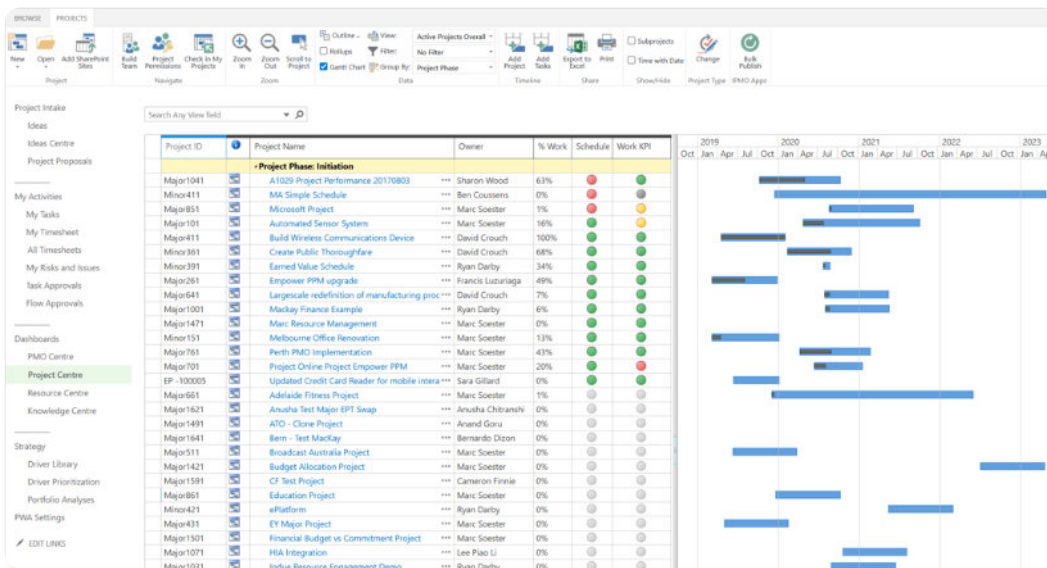 BROWSE PROJECTS
New Open Add SharePoint Sites
Project
Build Team Project Permissions Check in My Projects
Navigate
Zoom In Zoom Out Scroll to Project
Zoom
Outline View: Active Projects Overall
Rollups Filter: No Filter
Gantt Chart Group By: Project Phase
Data
Add Project Add Tasks
Timeline
Export to Excel Print
Share
Subprojects
Time with Date
Show/Hide
Change
Project Type
Bulk Publish
IPMO Apps
Project Intake
Ideas
Ideas Centre
Project Proposals
My Activities
My Tasks
My Timesheet
All Timesheets
My Risks and Issues
Task Approvals
Flow Approvals
Dashboards
PMO Centre
Project Centre
Resource Centre
Knowledge Centre
Strategy
Driver Library
Driver Prioritization
Portfolio Analyses
PWA Settings
EDIT LINKS
Search Any View field
Project ID Project Name Owner % Work Schedule Work KPI
2019 2020 2021 2022 2023
Oct Jan Apr Jul Oct Jan Apr Jul Oct Jan Apr Jul Oct Jan Apr Jul Oct Jan Ap
Project Phase: Initiation
Major1041 A1029 Project Performance 20170803 ... Sharon Wood 63%
Minor411 MA Simple Schedule ... Ben Coussens 0%
Major851 Microsoft Project ... Marc Soester 1%
Major101 Automated Sensor System ... Marc Soester 16%
Major411 Build Wireless Communications Device ... David Crouch 100%
Minor361 Create Public Thoroughfare ... David Crouch 68%
Minor391 Earned Value Schedule ... Ryan Darby 34%
Major261 Empower PPM upgrade ... Francis Luzuriaga 49%
Major641 Largescale redefinition of manufacturing proc ... David Crouch 7%
Major1001 Mackay Finance Example ... Ryan Darby 6%
Major1471 Marc Resource Management ... Marc Soester 0%
Minor151 Melbourne Office Renovation ... Marc Soester 13%
Major761 Perth PMO Implementation ... Marc Soester 43%
Major701 Project Online Project Empower PPM ... Marc Soester 20%
EP -100005 Updated Credit Card Reader for mobile intera ... Sara Gillard 0%
Major661 Adelaide Fitness Project ... Marc Soester 1%
Major1621 Anusha Test Major EPT Swap ... Anusha Chitranshi 0%
Major1491 ATO - Clone Project ... Anand Goru 0%
Major1641 Bern - Test MacKay ... Bernardo Dizon 0%
Major511 Broadcast Australia Project ... Marc Soester 0%
Major1421 Budget Allocation Project ... Marc Soester 0%
Major1591 CF Test Project ... Cameron Finnie 0%
Major861 Education Project ... Marc Soester 0%
Minor421 ePlatform ... Ryan Darby 0%
Major431 EY Major Project ... Marc Soester 0%
Major1501 Financial Budget vs Commitment Project ... Marc Soester 0%
Major1071 HIA Integration ... Lee Piao Li 0%
Major1031 Indue Resource Engagement Demo ... Ryan Darby 0%